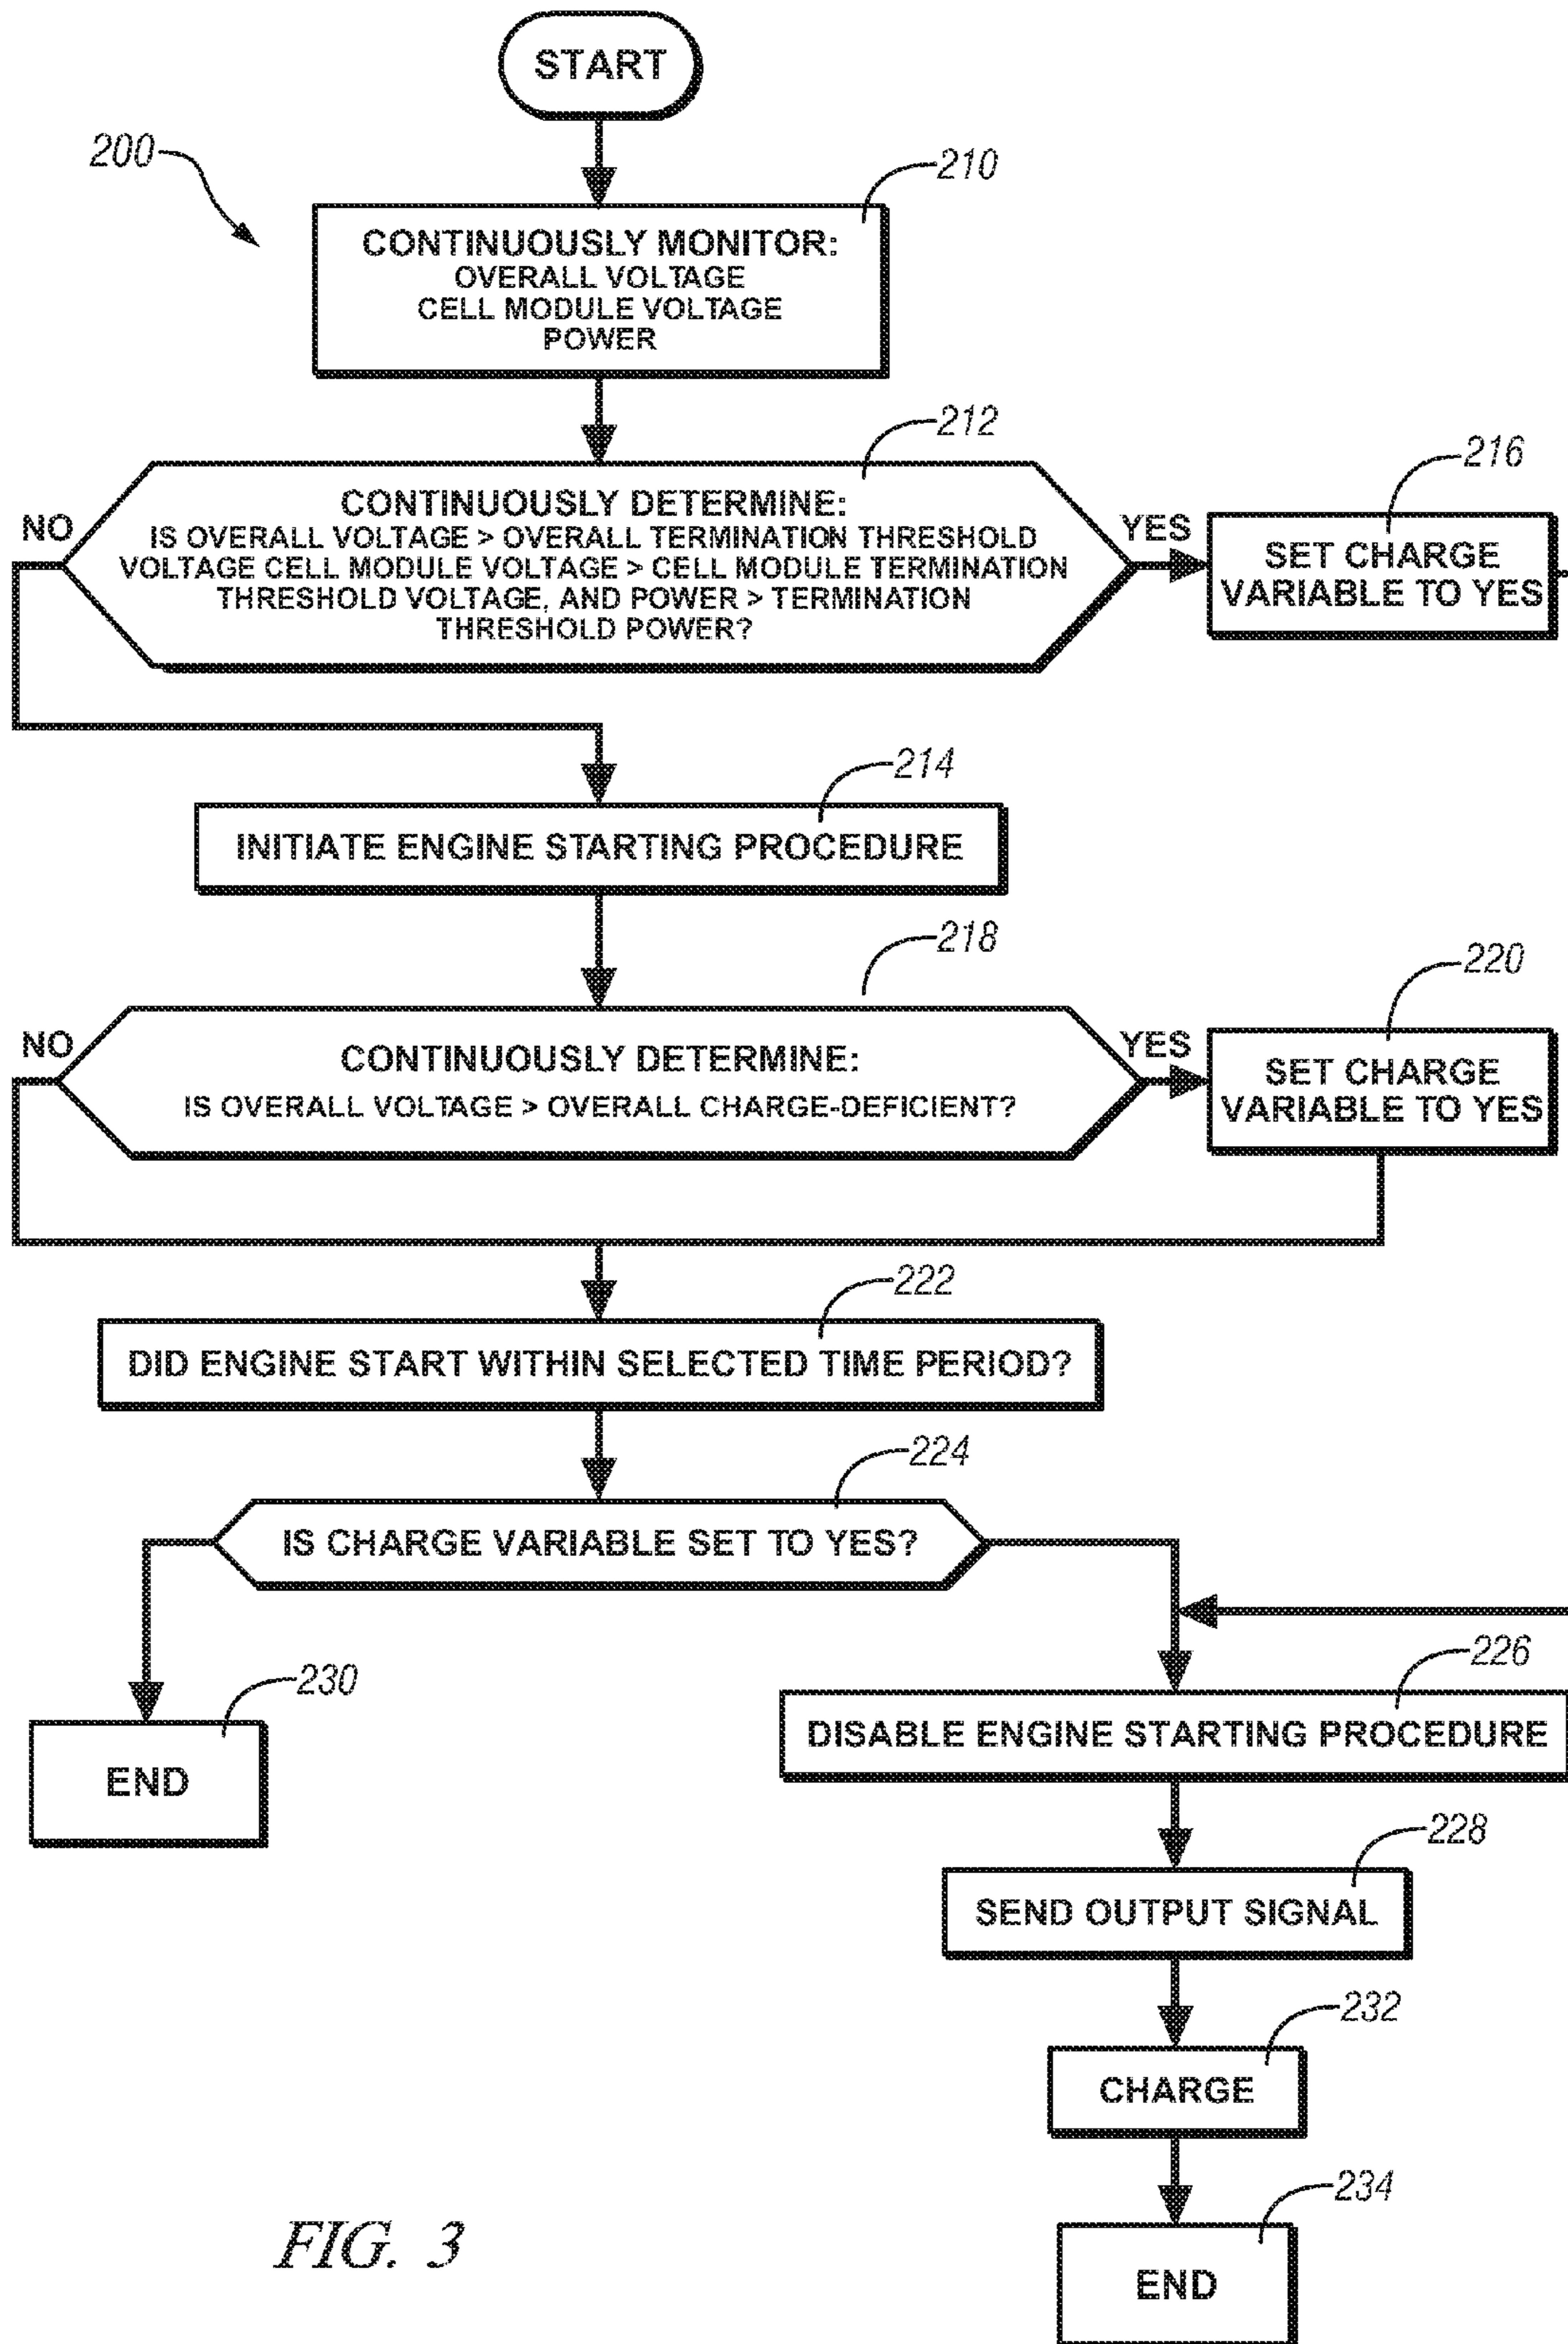 START
200
210
CONTINUOUSLY MONITOR:
OVERALL VOLTAGE
CELL MODULE VOLTAGE
POWER
212
CONTINUOUSLY DETERMINE:
IS OVERALL VOLTAGE > OVERALL TERMINATION THRESHOLD
VOLTAGE CELL MODULE VOLTAGE > CELL MODULE TERMINATION
THRESHOLD VOLTAGE, AND POWER > TERMINATION
THRESHOLD POWER?
NO
YES
216
SET CHARGE
VARIABLE TO YES
214
INITIATE ENGINE STARTING PROCEDURE
218
CONTINUOUSLY DETERMINE:
IS OVERALL VOLTAGE > OVERALL CHARGE-DEFICIENT?
NO
YES
220
SET CHARGE
VARIABLE TO YES
222
DID ENGINE START WITHIN SELECTED TIME PERIOD?
224
IS CHARGE VARIABLE SET TO YES?
230
END
226
DISABLE ENGINE STARTING PROCEDURE
228
SEND OUTPUT SIGNAL
232
CHARGE
234
END
FIG. 3